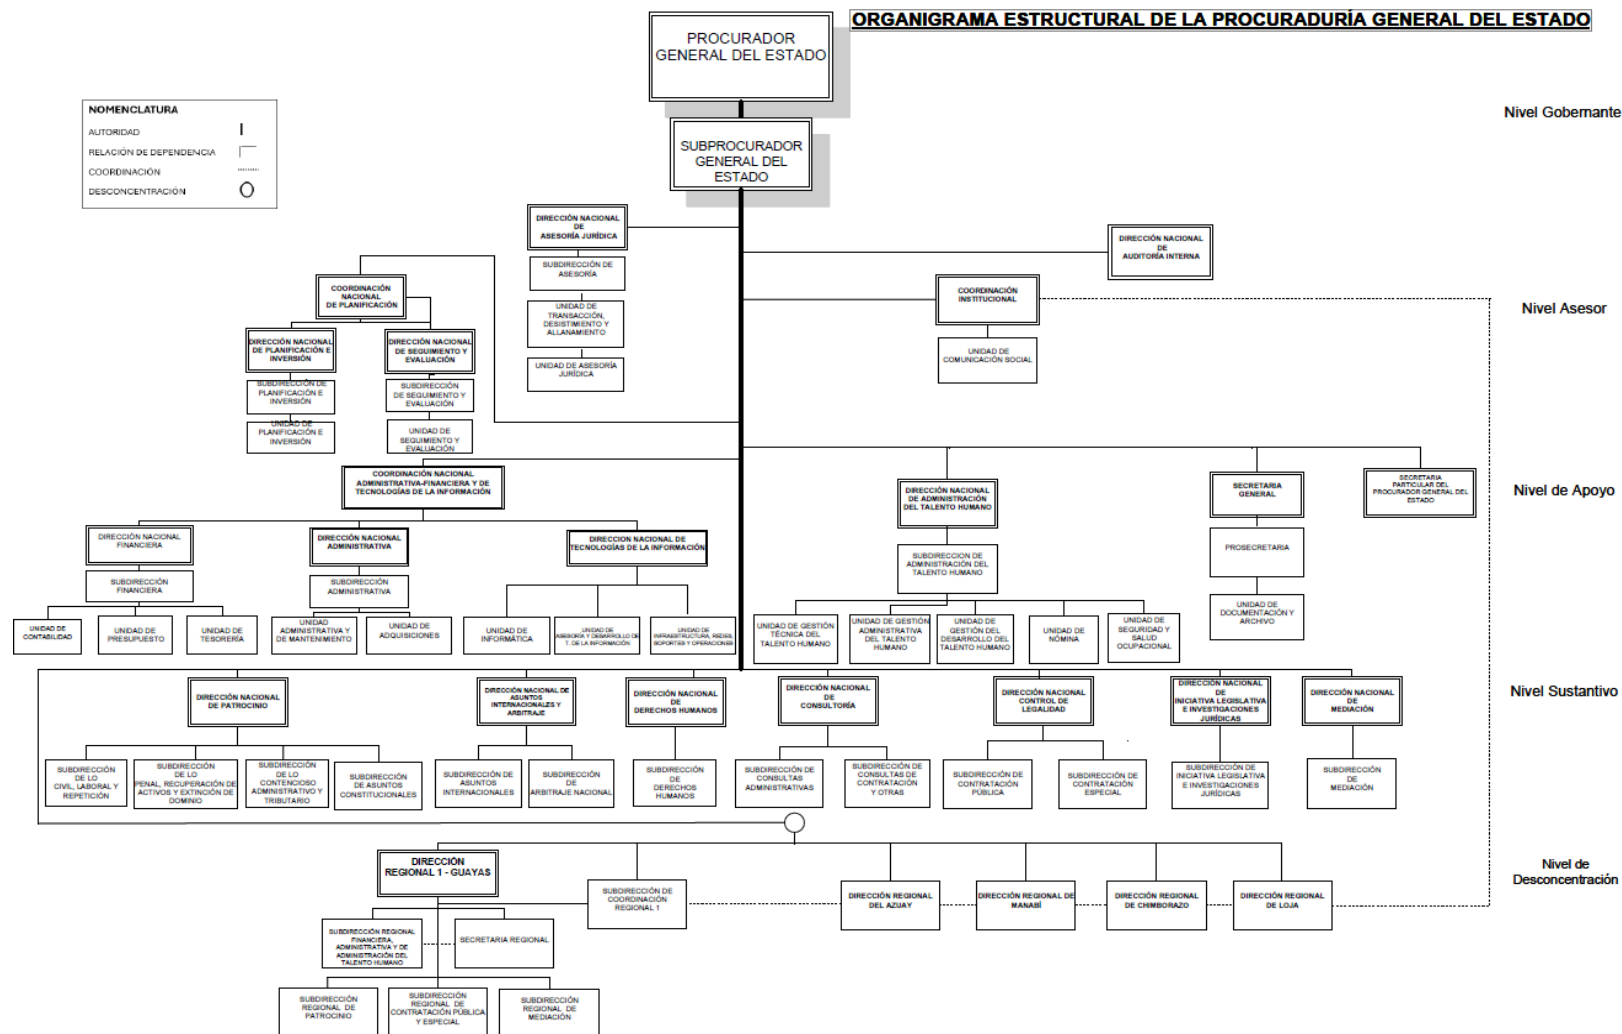 ORGANIGRAMA ESTRUCTURAL DE LA PROCURADURÍA GENERAL DEL ESTADO
PROCURADOR
GENERAL DEL ESTADO
Nivel Gobernante
NOMENCLATURA
AUTORIDAD
RELACIÓN DE DEPENDENCIA
COORDINACIÓN
DESCONCENTRACIÓN
SUBPROCURADOR
GENERAL DEL
ESTADO
DIRECCIÓN NACIONAL
DE
ASESORÍA JURÍDICA
SUBDIRECCIÓN DE
ASESORÍA
UNIDAD DE
TRANSACCIÓN,
DESISTIMIENTO Y
ALLANAMIENTO
UNIDAD DE ASESORÍA
JURÍDICA
DIRECCIÓN NACIONAL
DE
AUDITORÍA INTERNA
COORDINACIÓN
INSTITUCIONAL
UNIDAD DE
COMUNICACIÓN SOCIAL
Nivel Asesor
COORDINACIÓN
NACIONAL
DE PLANIFICACIÓN
DIRECCIÓN NACIONAL
DE PLANIFICACIÓN E
INVERSIÓN
SUBDIRECCIÓN DE
PLANIFICACIÓN E
INVERSIÓN
UNIDAD DE
PLANIFICACIÓN E
INVERSIÓN
DIRECCIÓN NACIONAL
DE SEGUIMIENTO Y
EVALUACIÓN
SUBDIRECCIÓN
DE SEGUIMIENTO Y
EVALUACIÓN
UNIDAD DE
SEGUIMIENTO Y
EVALUACIÓN
COORDINACIÓN NACIONAL
ADMINISTRATIVA-FINANCIERA Y DE
TECNOLOGÍAS DE LA INFORMACIÓN
DIRECCIÓN NACIONAL
FINANCIERA
SUBDIRECCIÓN
FINANCIERA
UNIDAD DE
CONTABILIDAD
UNIDAD DE
PRESUPUESTO
UNIDAD DE
TESORERÍA
DIRECCIÓN NACIONAL
ADMINISTRATIVA
SUBDIRECCIÓN
ADMINISTRATIVA
UNIDAD
ADMINISTRATIVA Y
DE MANTENIMIENTO
UNIDAD DE
ADQUISICIONES
DIRECCION NACIONAL DE
TECNOLOGÍAS DE LA INFORMACIÓN
UNIDAD DE
INFORMÁTICA
UNIDAD DE
ASESORÍA Y DESARROLLO DE
T. DE LA INFORMACIÓN
UNIDAD DE
INFRAESTRUCTURA, REDES,
SOPORTES Y OPERACIONES
DIRECCIÓN NACIONAL
DE ADMINISTRACIÓN
DEL TALENTO HUMANO
SUBDIRECCION DE
ADMINISTRACIÓN DEL
TALENTO HUMANO
UNIDAD DE GESTIÓN
TÉCNICA DEL
TALENTO HUMANO
UNIDAD DE GESTIÓN
ADMINISTRATIVA
DEL TALENTO
HUMANO
UNIDAD DE
GESTIÓN DEL
DESARROLLO DEL
TALENTO HUMANO
UNIDAD DE
NÓMINA
UNIDAD DE
SEGURIDAD Y
SALUD
OCUPACIONAL
SECRETARIA
GENERAL
PROSECRETARIA
UNIDAD DE
DOCUMENTACIÓN Y
ARCHIVO
SECRETARIA
PARTICULAR DEL
PROCURADOR GENERAL DEL
ESTADO
Nivel de Apoyo
DIRECCIÓN NACIONAL
DE PATROCINIO
SUBDIRECCIÓN
DE LO
CIVIL, LABORAL Y
REPETICIÓN
SUBDIRECCIÓN
DE LO
PENAL, RECUPERACIÓN DE
ACTIVOS Y EXTINCIÓN DE
DOMINIO
SUBDIRECCIÓN
DE LO
CONTENCIOSO
ADMINISTRATIVO Y
TRIBUTARIO
SUBDIRECCIÓN
DE ASUNTOS
CONSTITUCIONALES
DIRECCIÓN NACIONAL DE
ASUNTOS
INTERNACIONALES Y
ARBITRAJE
SUBDIRECCIÓN DE
ASUNTOS
INTERNACIONALES
SUBDIRECCIÓN
DE
ARBITRAJE NACIONAL
DIRECCIÓN NACIONAL
DE
DERECHOS HUMANOS
SUBDIRECCIÓN
DE
DERECHOS
HUMANOS
DIRECCIÓN NACIONAL
DE
CONSULTORÍA
SUBDIRECCIÓN DE
CONSULTAS
ADMINISTRATIVAS
SUBDIRECCIÓN DE
CONSULTAS DE
CONTRATACIÓN
Y OTRAS
DIRECCIÓN NACIONAL
CONTROL DE
LEGALIDAD
SUBDIRECCIÓN DE
CONTRATACIÓN
PÚBLICA
SUBDIRECCIÓN DE
CONTRATACIÓN
ESPECIAL
DIRECCIÓN NACIONAL
DE
INICIATIVA LEGISLATIVA
E INVESTIGACIONES
JURÍDICAS
SUBDIRECCIÓN DE
INICIATIVA LEGISLATIVA
E INVESTIGACIONES
JURÍDICAS
DIRECCIÓN NACIONAL
DE
MEDIACIÓN
SUBDIRECCIÓN
DE
MEDIACIÓN
Nivel Sustantivo
DIRECCIÓN
REGIONAL 1 - GUAYAS
SUBDIRECCIÓN DE
COORDINACIÓN
REGIONAL 1
DIRECCIÓN REGIONAL
DEL AZUAY
DIRECCIÓN REGIONAL DE
MANABÍ
DIRECCIÓN REGIONAL
DE CHIMBORAZO
DIRECCIÓN REGIONAL
DE LOJA
Nivel de
Desconcentración
SUBDIRECCIÓN REGIONAL
FINANCIERA,
ADMINISTRATIVA Y DE
ADMINISTRACIÓN DEL
TALENTO HUMANO
SECRETARIA REGIONAL
SUBDIRECCIÓN
REGIONAL DE
PATROCINIO
SUBDIRECCIÓN
REGIONAL DE
CONTRATACIÓN PÚBLICA
Y ESPECIAL
SUBDIRECCIÓN
REGIONAL DE
MEDIACIÓN